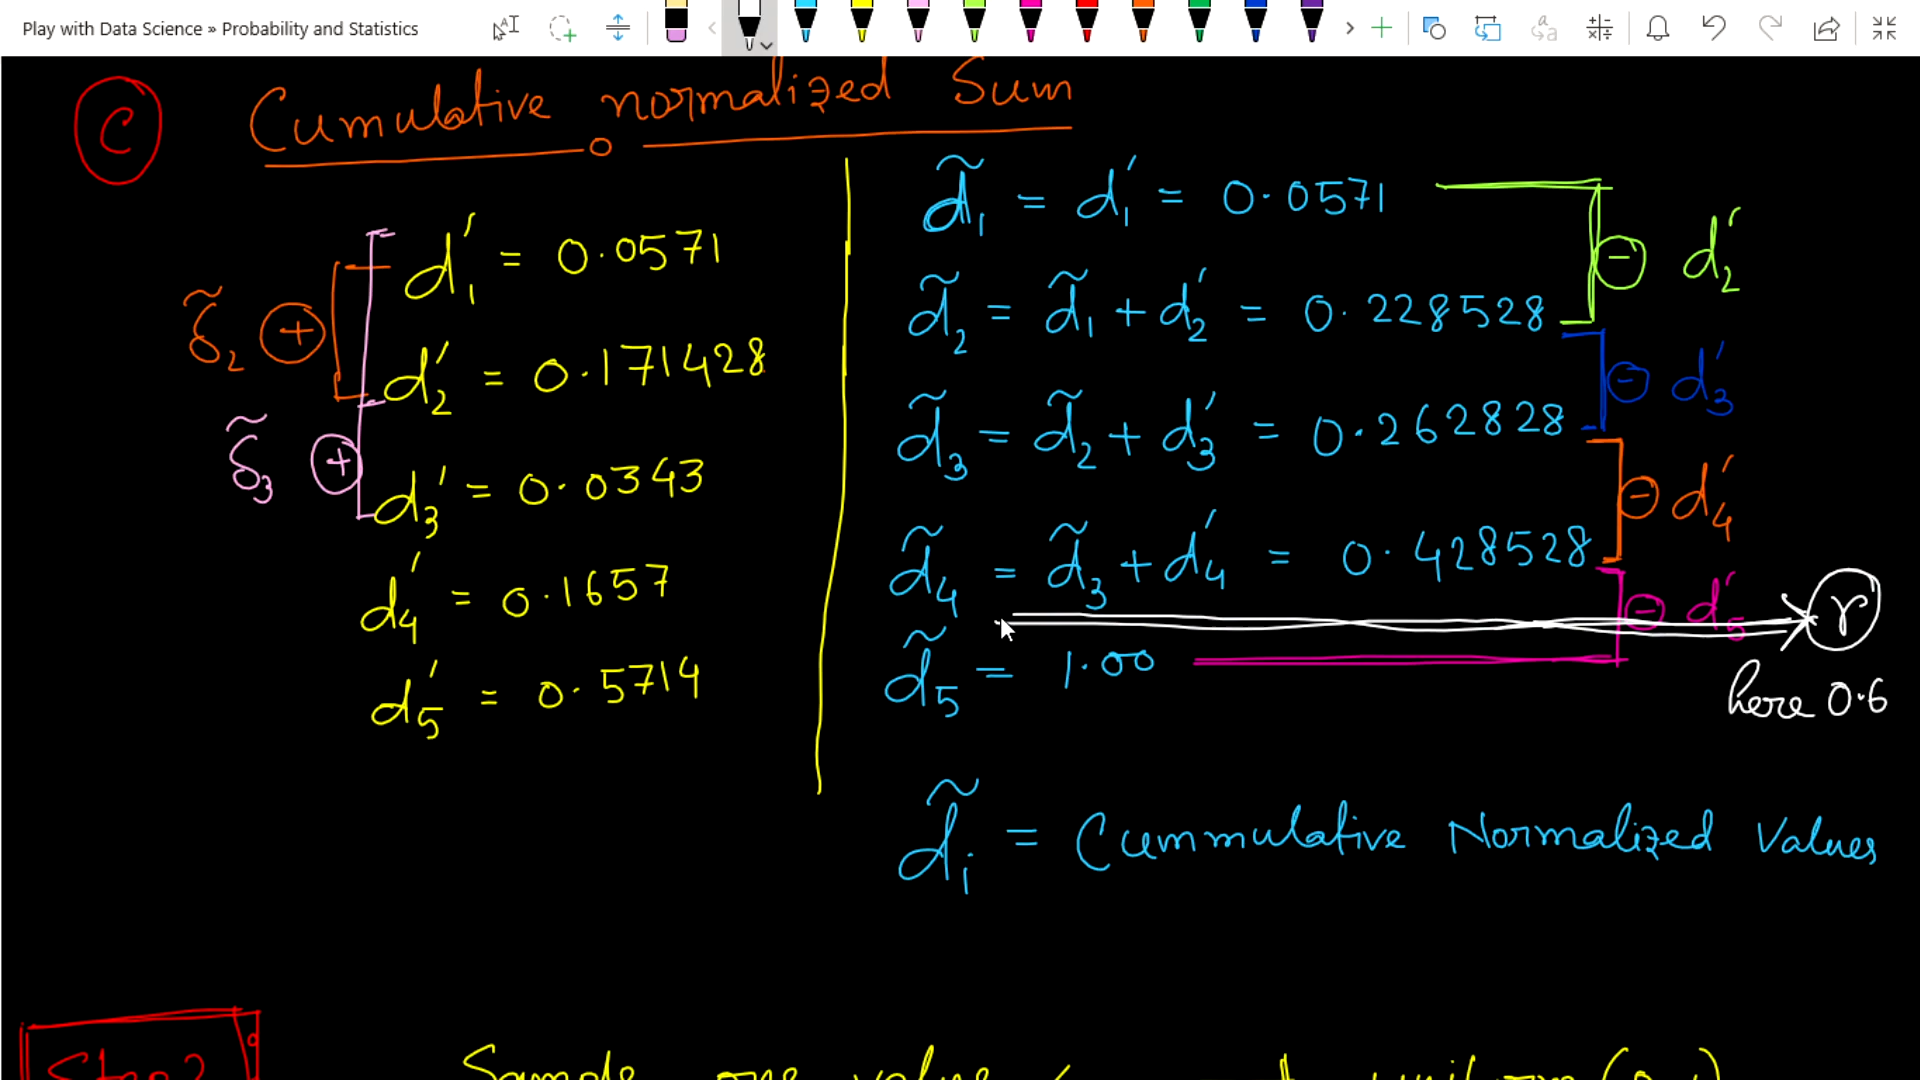 Play with Data Science » Probability and Statistics
C Cumulative normalized Sum
d₁' = 0.0571
d₂' = 0.171428
d₃' = 0.0343
d₄' = 0.1657
d₅' = 0.5714
δ̃₂ +
δ̃₃ +
d̃₁ = d₁' = 0.0571
d̃₂ = d̃₁ + d₂' = 0.228528
d̃₃ = d̃₂ + d₃' = 0.262828
d̃₄ = d̃₃ + d₄' = 0.428528
d̃₅ = 1.00
- d₂'
- d₃'
- d₄'
- d₅'
r
here 0.6
d̃ᵢ = Cummulative Normalized Values
Sample one value